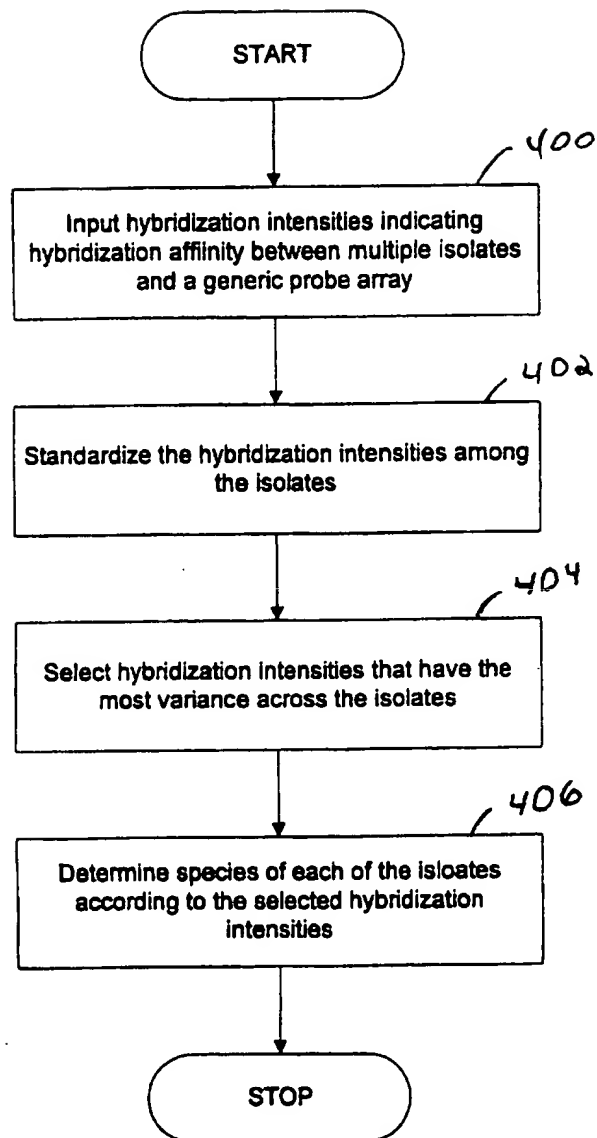 START
400
Input hybridization intensities indicating
hybridization affinity between multiple isolates
and a generic probe array
402
Standardize the hybridization intensities among
the isolates
404
Select hybridization intensities that have the
most variance across the isolates
406
Determine species of each of the isloates
according to the selected hybridization
intensities
STOP